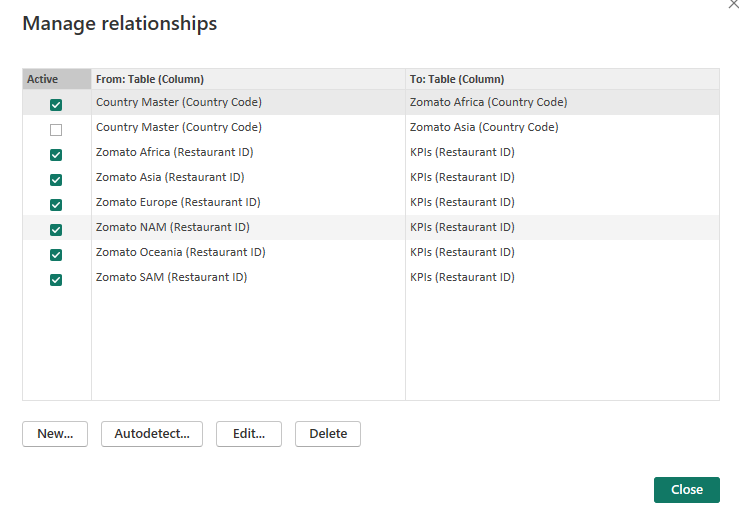 Manage relationships
Active From: Table (Column) To: Table (Column)
Country Master (Country Code) Zomato Africa (Country Code)
Country Master (Country Code) Zomato Asia (Country Code)
Zomato Africa (Restaurant ID) KPIs (Restaurant ID)
Zomato Asia (Restaurant ID) KPIs (Restaurant ID)
Zomato Europe (Restaurant ID) KPIs (Restaurant ID)
Zomato NAM (Restaurant ID) KPIs (Restaurant ID)
Zomato Oceania (Restaurant ID) KPIs (Restaurant ID)
Zomato SAM (Restaurant ID) KPIs (Restaurant ID)
New... Autodetect... Edit... Delete
Close